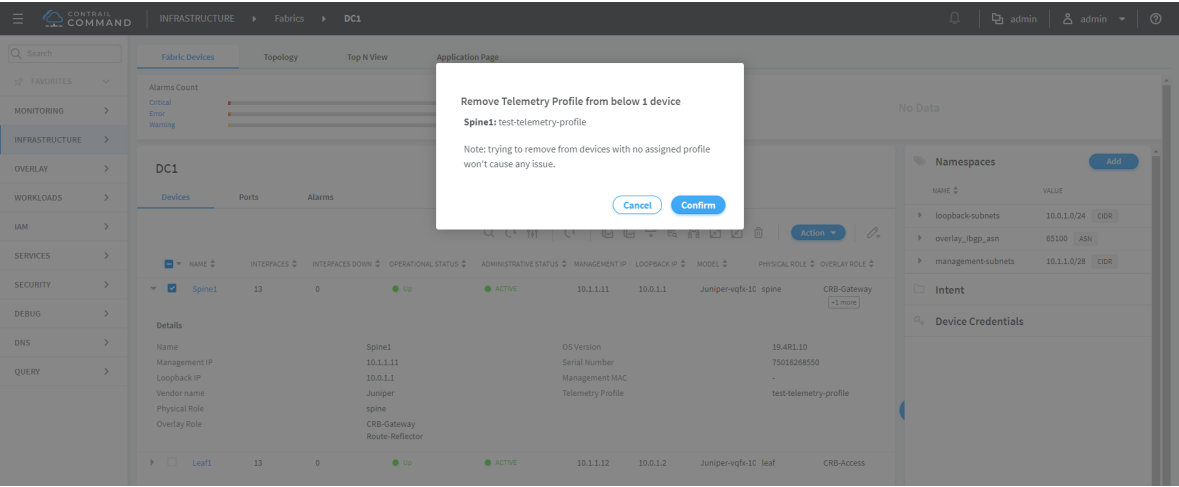 CONTRAIL
COMMAND
INFRASTRUCTURE Fabrics DC1
admin admin
Search
Fabric Devices Topology Top N View Application Page
FAVORITES
Alarms Count
Critical
Error
Warning
No Data
Remove Telemetry Profile from below 1 device
Spine1: test-telemetry-profile
Note: trying to remove from devices with no assigned profile
won't cause any issue.
Cancel Confirm
MONITORING
INFRASTRUCTURE
OVERLAY
WORKLOADS
IAM
SERVICES
SECURITY
DEBUG
DNS
QUERY
DC1
Devices Ports Alarms
Action
NAME INTERFACES INTERFACES DOWN OPERATIONAL STATUS ADMINISTRATIVE STATUS MANAGEMENT IP LOOPBACK IP MODEL PHYSICAL ROLE OVERLAY ROLE
Spine1 13 0 Up ACTIVE 10.1.1.11 10.0.1.1 Juniper-vqfx-10 spine CRB-Gateway
+1 more
Details
Name Spine1 OS Version 19.4R1.10
Management IP 10.1.1.11 Serial Number 75016268550
Loopback IP 10.0.1.1 Management MAC -
Vendor name Juniper Telemetry Profile test-telemetry-profile
Physical Role spine
Overlay Role CRB-Gateway
Route-Reflector
Leaf1 13 0 Up ACTIVE 10.1.1.12 10.0.1.2 Juniper-vqfx-10 leaf CRB-Access
Namespaces Add
NAME VALUE
loopback-subnets 10.0.1.0/24 CIDR
overlay_ibgp_asn 65100 ASN
management-subnets 10.1.1.0/28 CIDR
Intent
Device Credentials